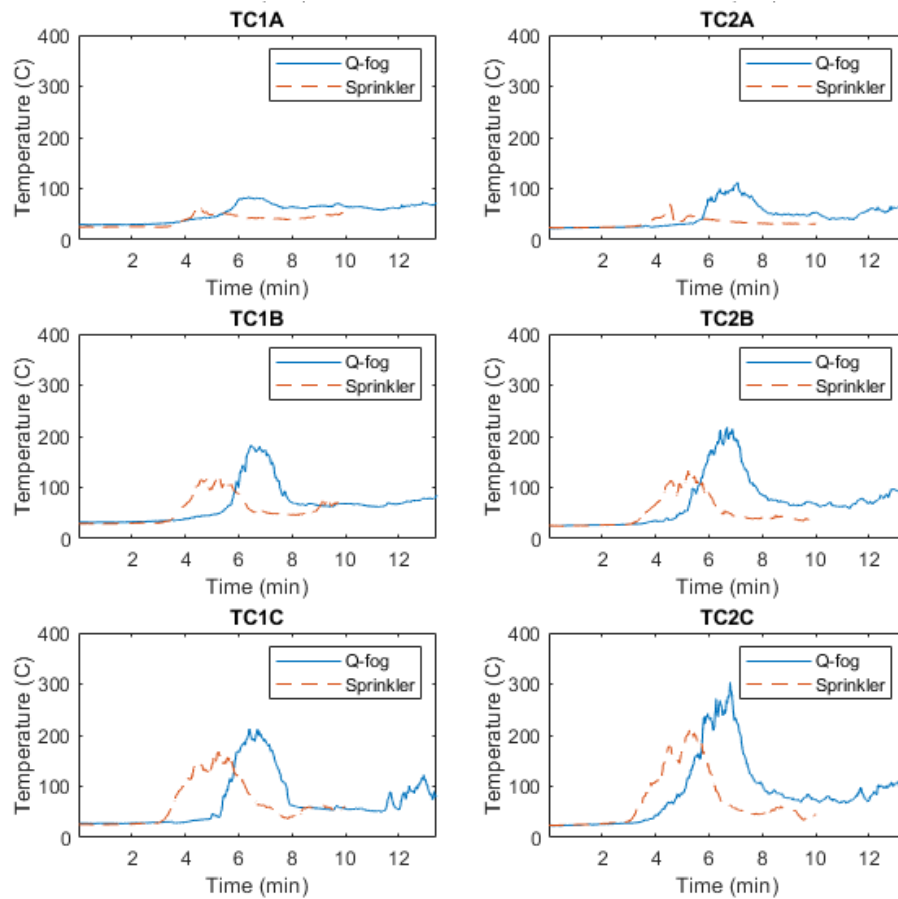 TC1A
400
300
200
100
0
Temperature (C)
Q-fog
Sprinkler
2 4 6 8 10 12
Time (min)
TC2A
400
300
200
100
0
Temperature (C)
Q-fog
Sprinkler
2 4 6 8 10 12
Time (min)
TC1B
400
300
200
100
0
Temperature (C)
Q-fog
Sprinkler
2 4 6 8 10 12
Time (min)
TC2B
400
300
200
100
0
Temperature (C)
Q-fog
Sprinkler
2 4 6 8 10 12
Time (min)
TC1C
400
300
200
100
0
Temperature (C)
Q-fog
Sprinkler
2 4 6 8 10 12
Time (min)
TC2C
400
300
200
100
0
Temperature (C)
Q-fog
Sprinkler
2 4 6 8 10 12
Time (min)